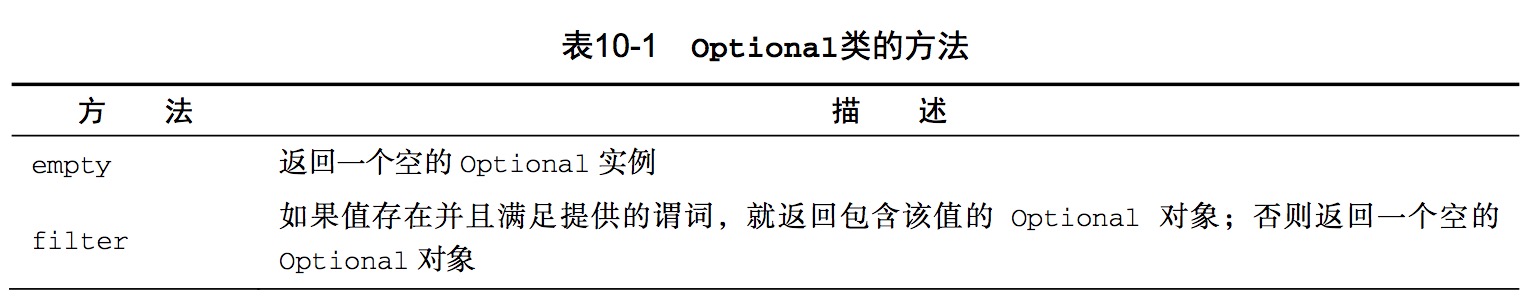 表10-1 Optional类的方法
方 法 描 述
empty 返回一个空的 Optional 实例
filter 如果值存在并且满足提供的谓词，就返回包含该值的 Optional 对象；否则返回一个空的
Optional 对象